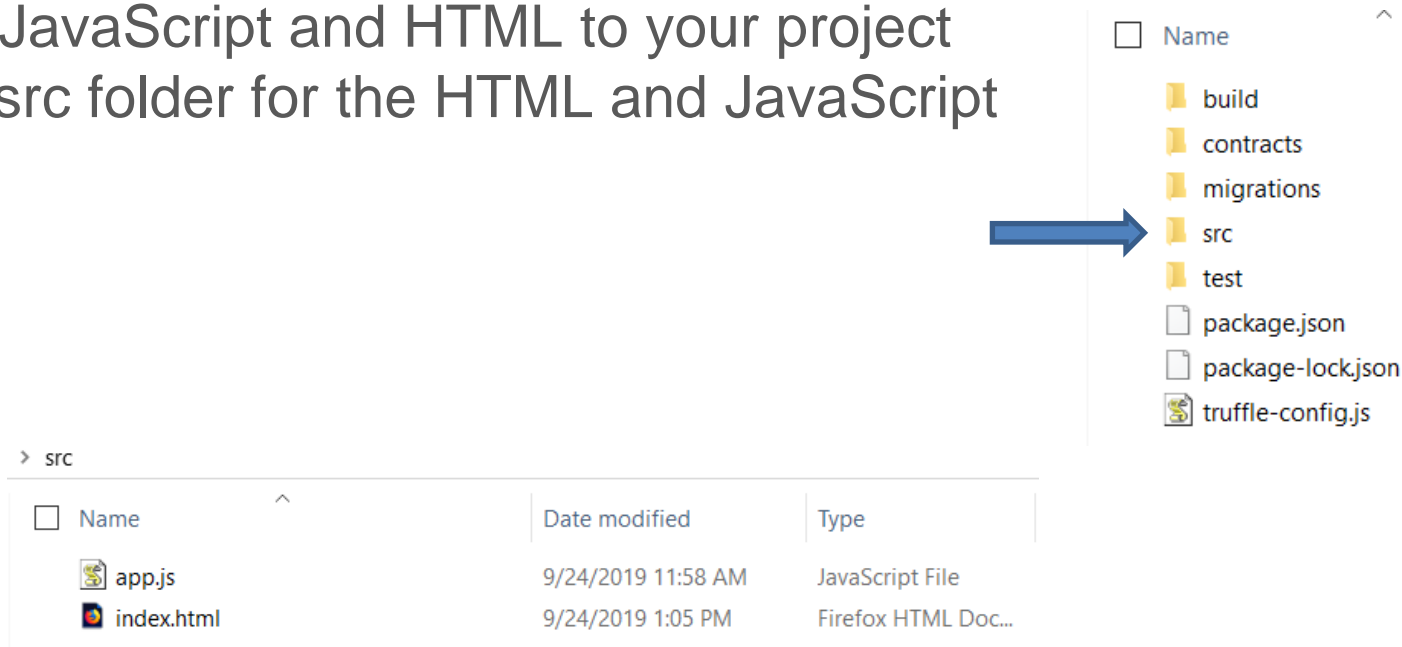 JavaScript and HTML to your project
src folder for the HTML and JavaScript
Name
build
contracts
migrations
src
test
package.json
package-lock.json
truffle-config.js
> src
Name Date modified Type
app.js 9/24/2019 11:58 AM JavaScript File
index.html 9/24/2019 1:05 PM Firefox HTML Doc...